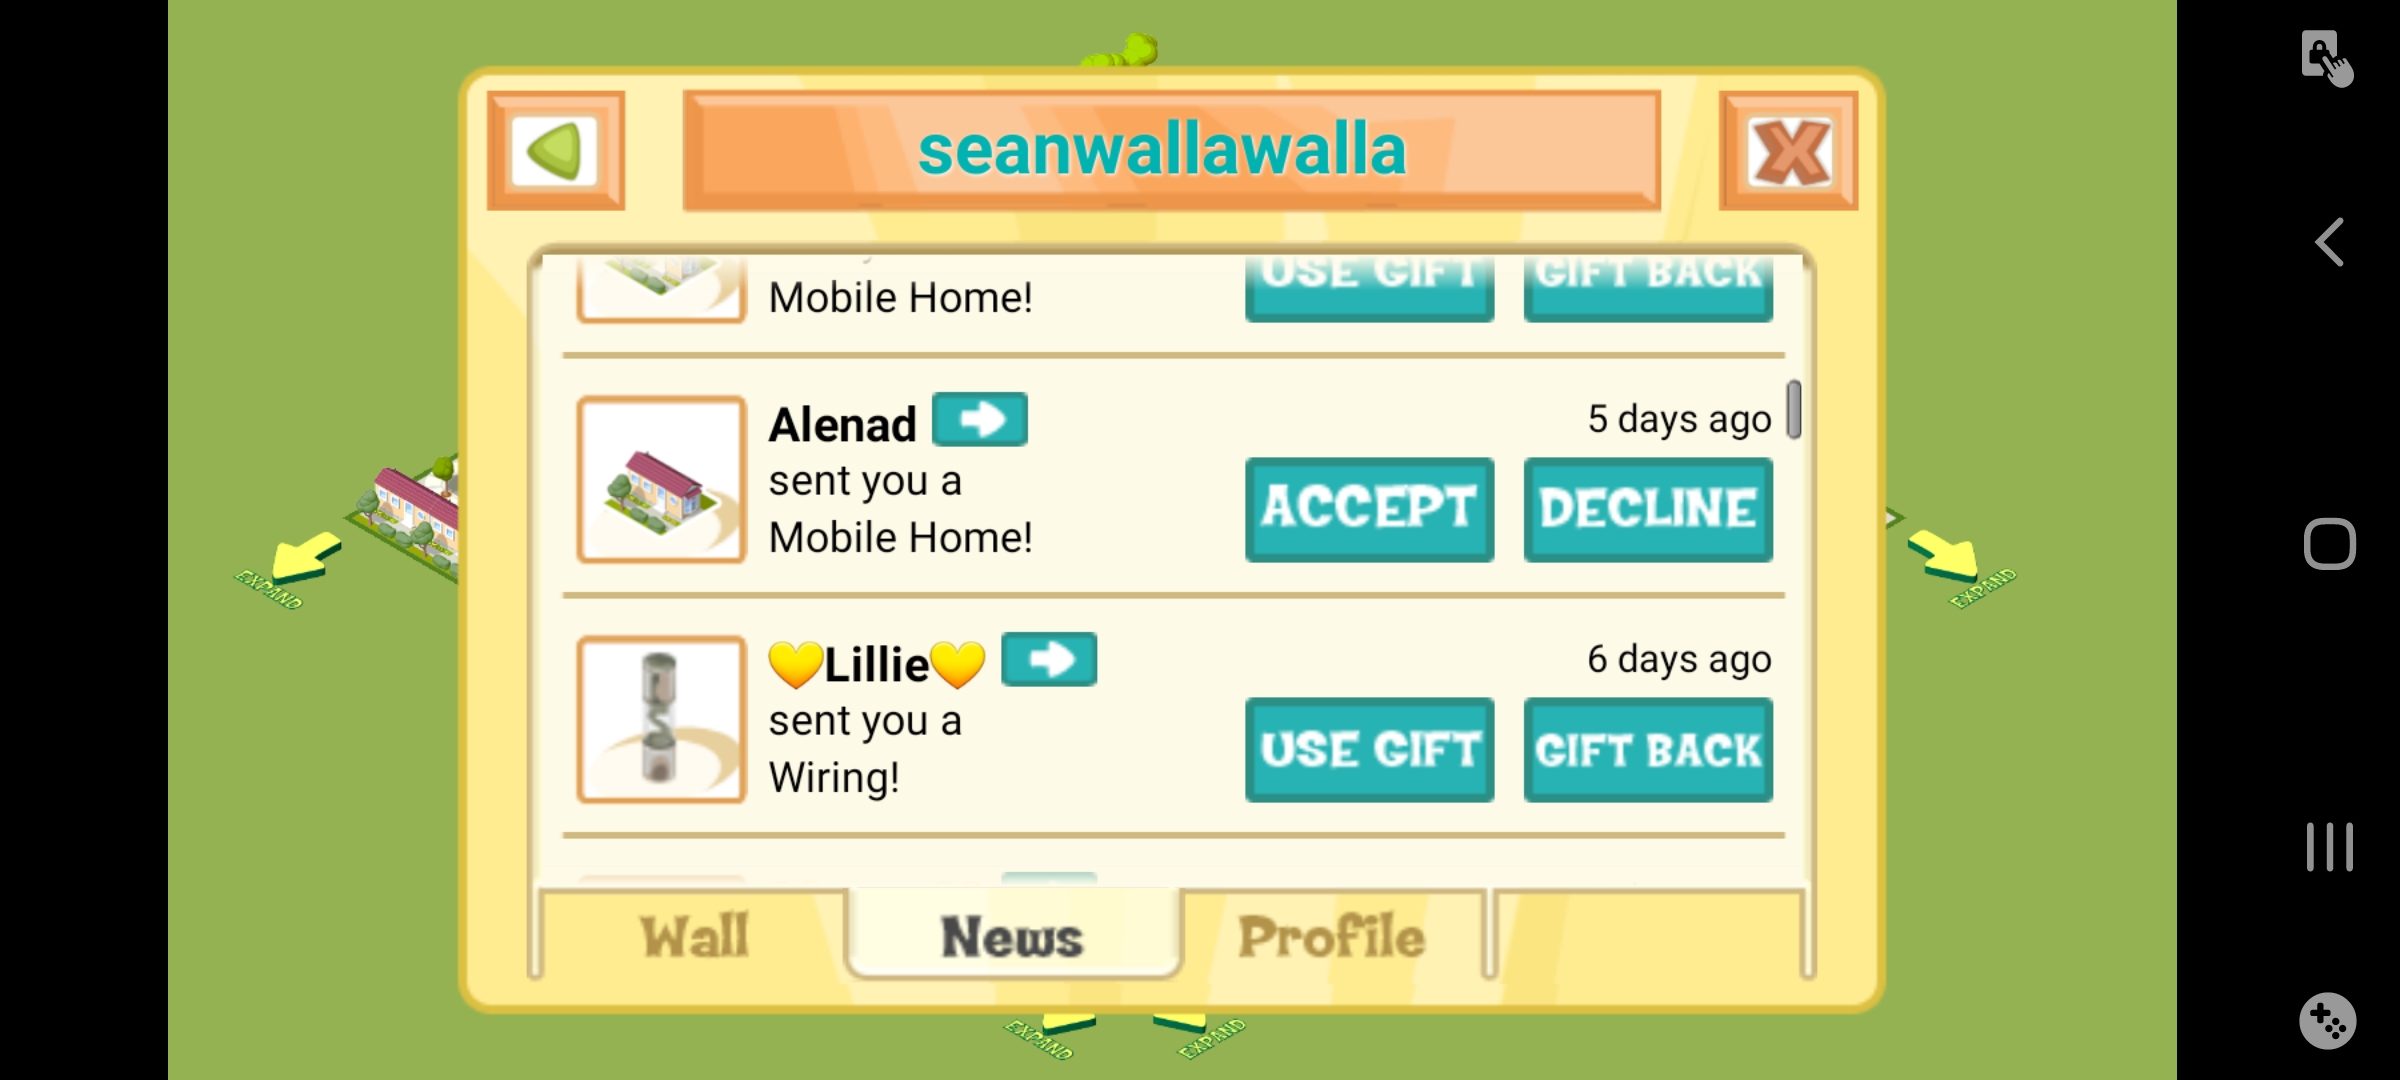 seanwallawalla
Mobile Home!
USE GIFT
GIFT BACK
Alenad
5 days ago
sent you a
Mobile Home!
ACCEPT
DECLINE
💛Lillie💛
6 days ago
sent you a
Wiring!
USE GIFT
GIFT BACK
Wall
News
Profile
EXPAND
EXPAND
EXPAND
EXPAND